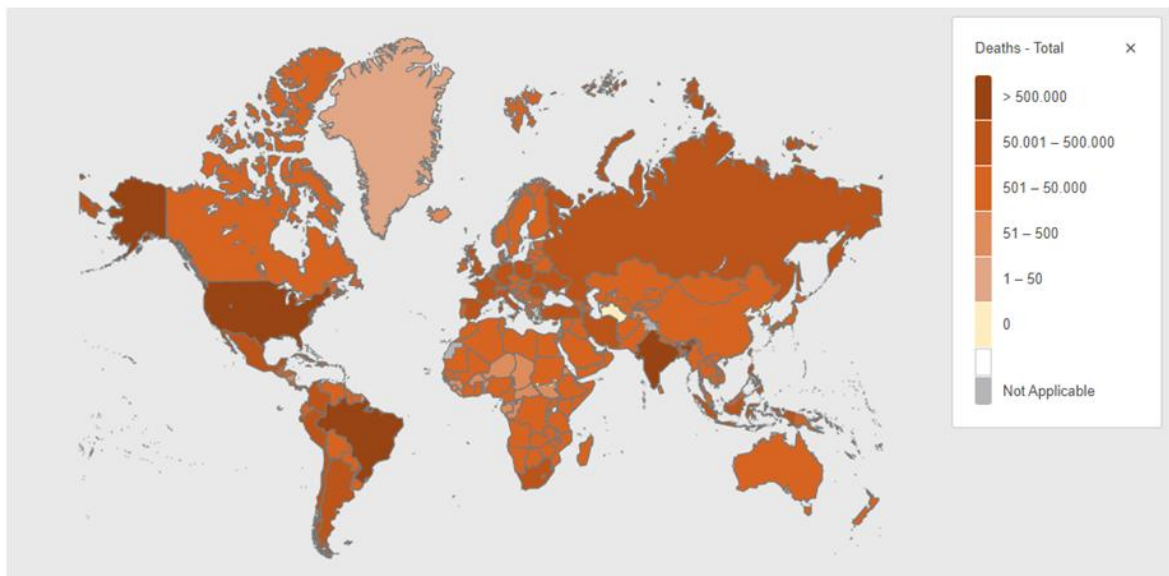 Deaths - Total ×
> 500.000
50.001 – 500.000
501 – 50.000
51 – 500
1 – 50
0
Not Applicable